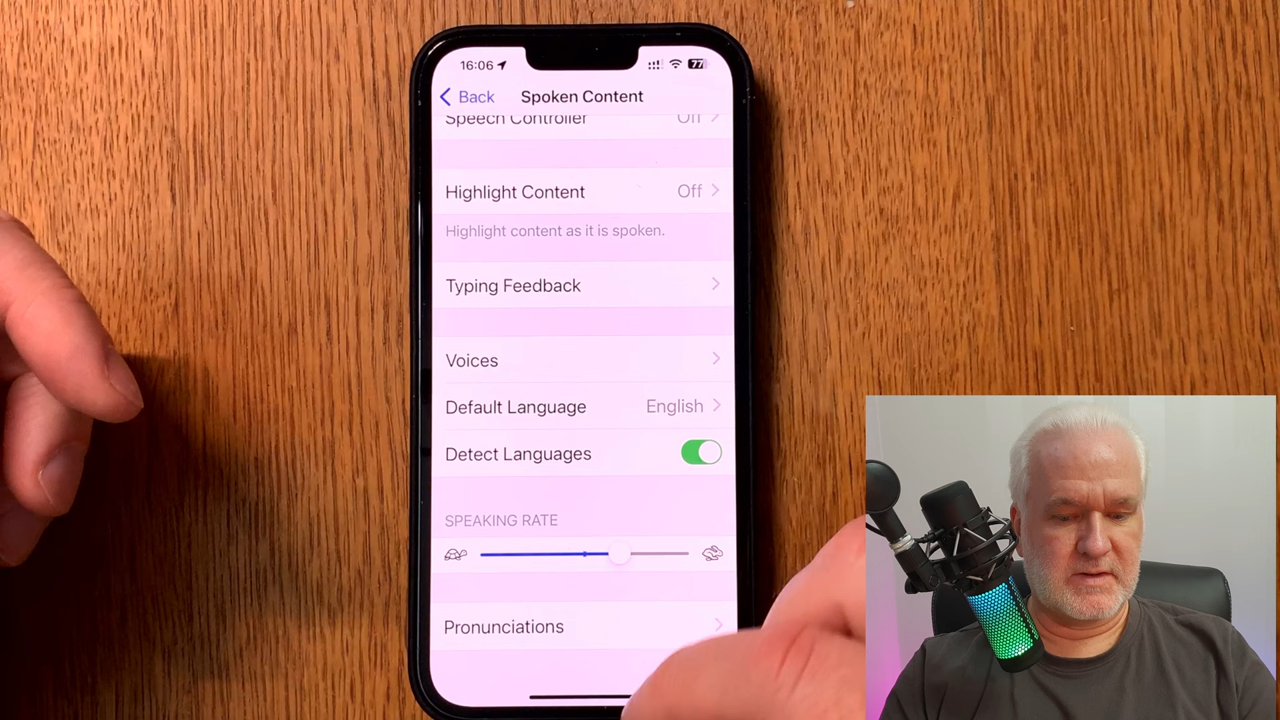 16:06
77
Back
Spoken Content
Speech Controller Off
Highlight Content Off
Highlight content as it is spoken.
Typing Feedback
Voices
Default Language English
Detect Languages
SPEAKING RATE
Pronunciations